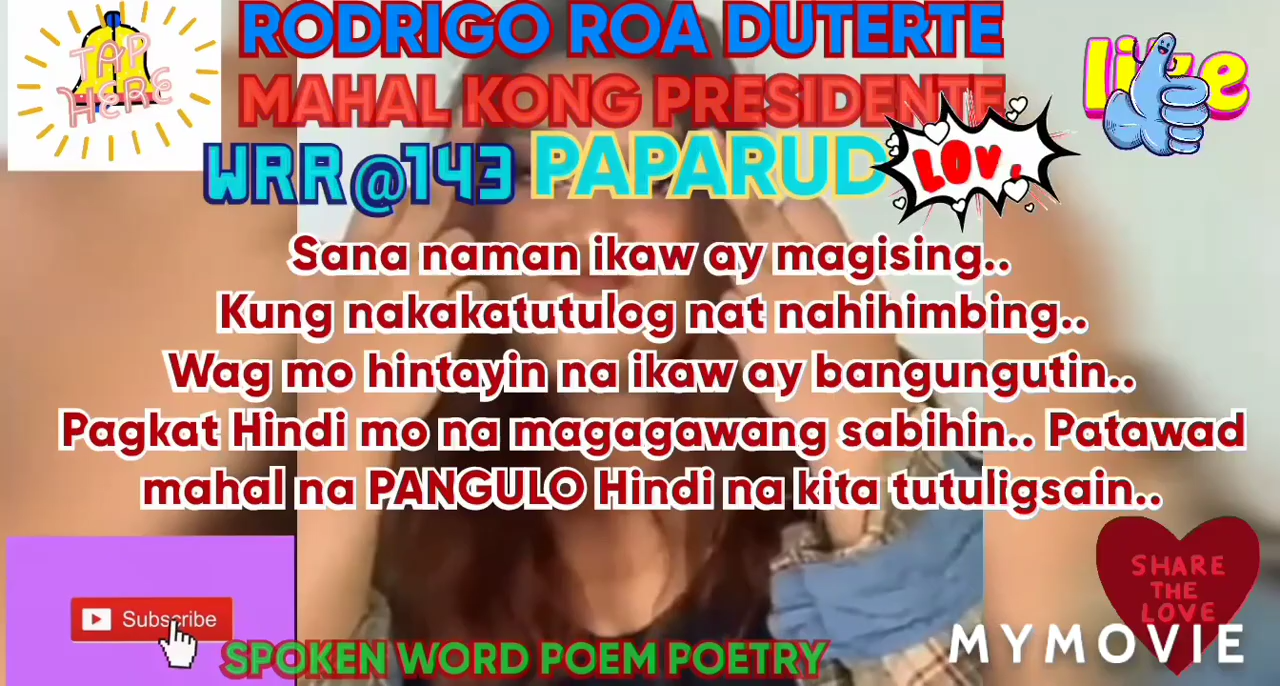 TAP
HERE
RODRIGO ROA DUTERTE
MAHAL KONG PRESIDENTE
like
WRR@143 PAPARUD
LOV.
Sana naman ikaw ay magising..
Kung nakakatutulog nat nahihimbing..
Wag mo hintayin na ikaw ay bangungutin..
Pagkat Hindi mo na magagawang sabihin.. Patawad
mahal na PANGULO Hindi na kita tutuligsain..
Subscribe
SHARE
THE
LOVE
MYMOVIE
SPOKEN WORD POEM POETRY